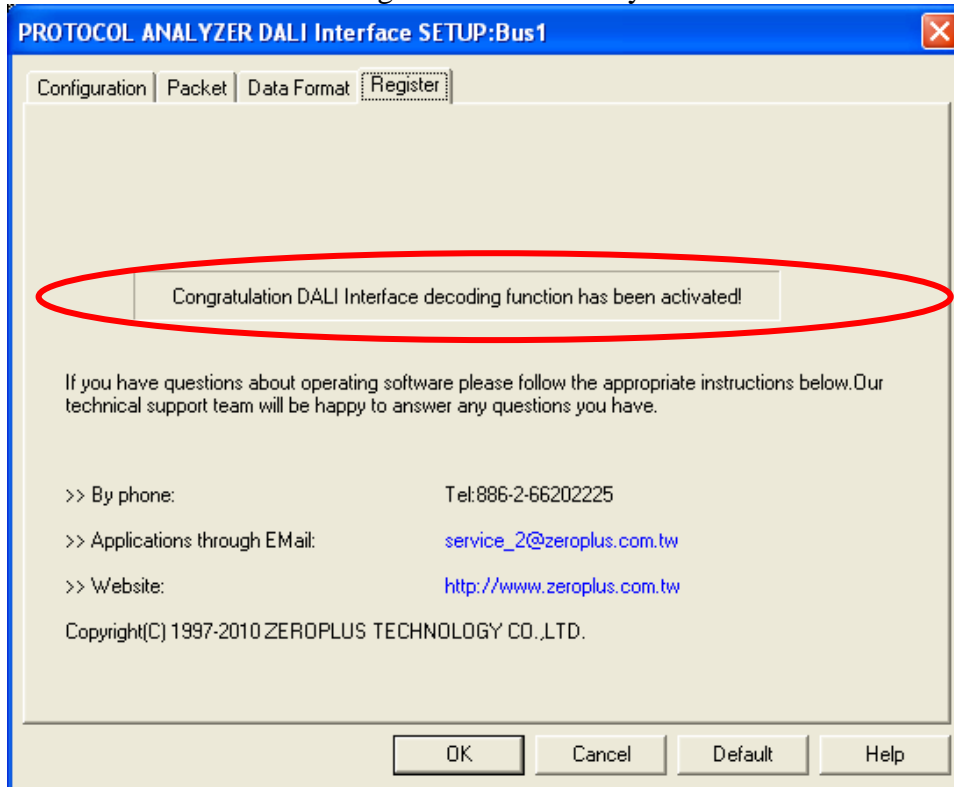 PROTOCOL ANALYZER DALI Interface SETUP:Bus1
Configuration Packet Data Format Register
Congratulation DALI Interface decoding function has been activated!
If you have questions about operating software please follow the appropriate instructions below.Our
technical support team will be happy to answer any questions you have.
>> By phone: Tel:886-2-66202225
>> Applications through EMail: service_2@zeroplus.com.tw
>> Website: http://www.zeroplus.com.tw
Copyright(C) 1997-2010 ZEROPLUS TECHNOLOGY CO.,LTD.
OK Cancel Default Help